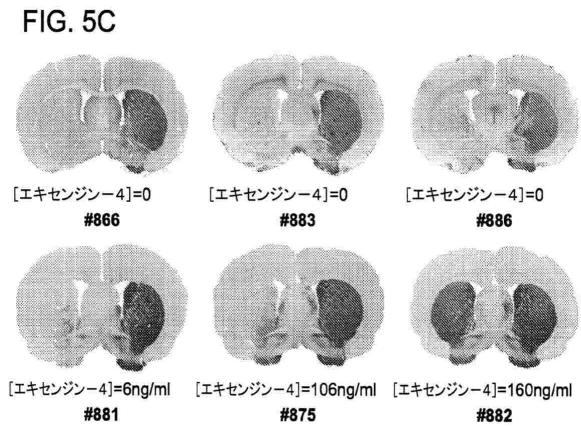 FIG. 5C
[エキセンジン－4]=0
[エキセンジン－4]=0
[エキセンジン－4]=0
#866
#883
#886
[エキセンジン－4]=6ng/ml
[エキセンジン－4]=106ng/ml
[エキセンジン－4]=160ng/ml
#881
#875
#882